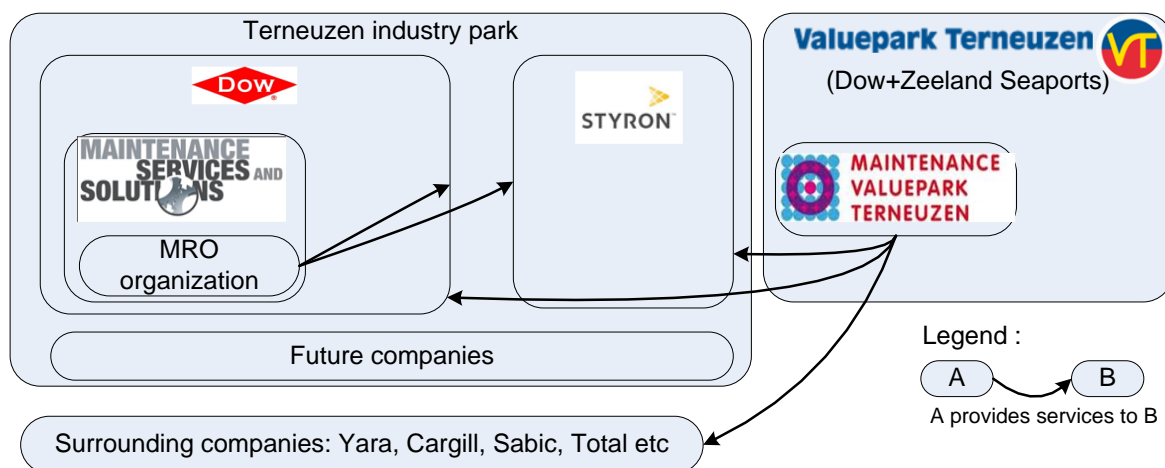 Terneuzen industry park
DOW
®
MAINTENANCE
SERVICES AND
SOLUTIONS
MRO
organization
STYRON™
Future companies
Valuepark Terneuzen VT
(Dow+Zeeland Seaports)
MAINTENANCE
VALUEPARK
TERNEUZEN
Surrounding companies: Yara, Cargill, Sabic, Total etc
Legend :
A
B
A provides services to B